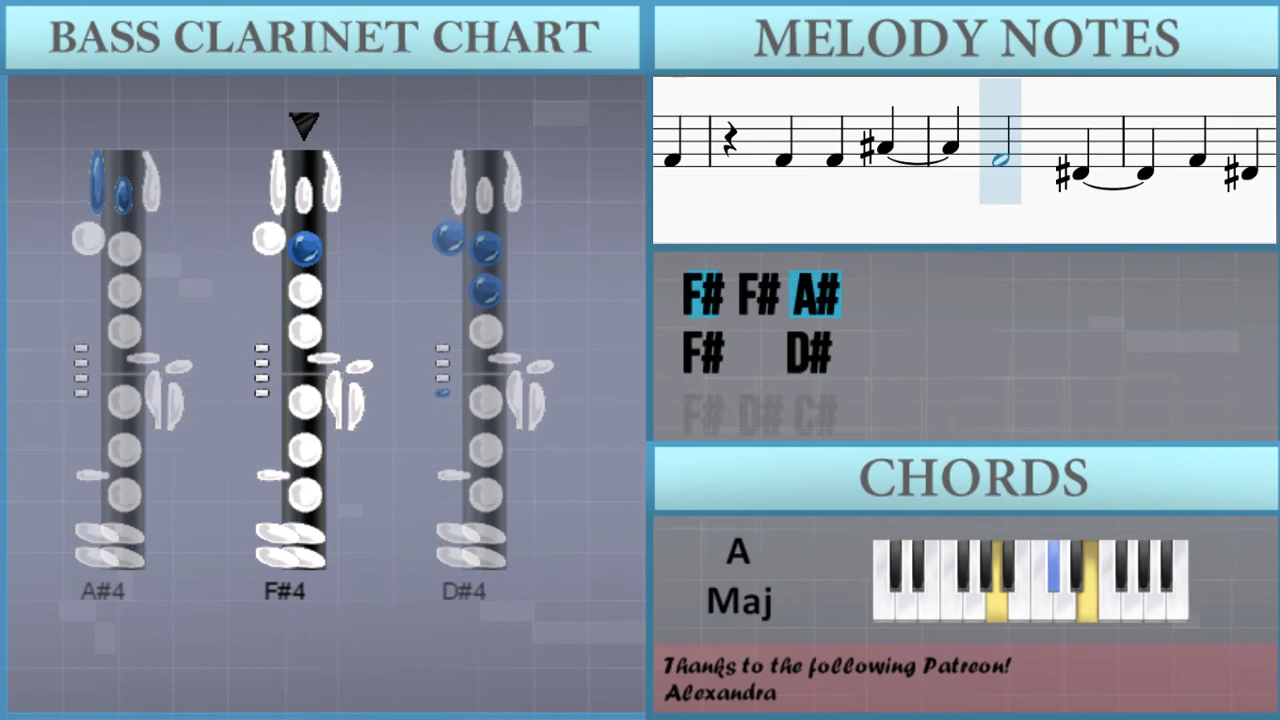 BASS CLARINET CHART
MELODY NOTES
A#4
F#4
D#4
F# F# A#
F# D#
F# D# C#
CHORDS
A
Maj
Thanks to the following Patreon!
Alexandra